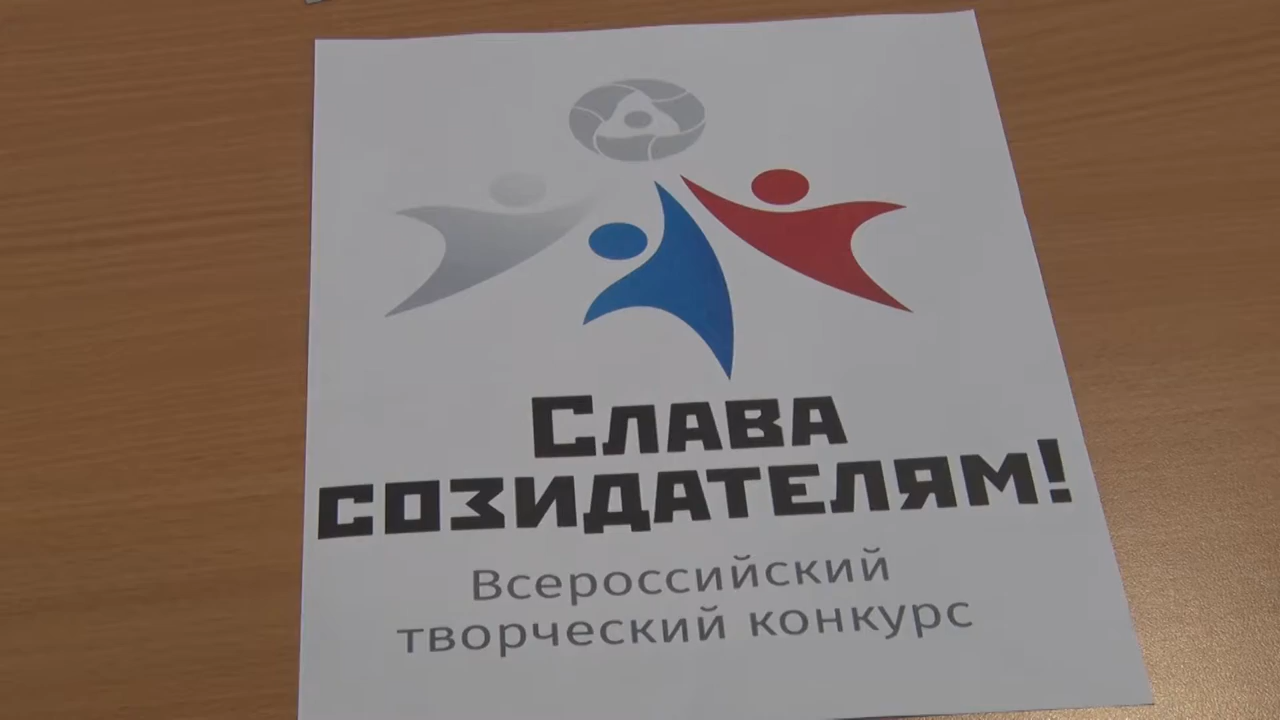 Слава
созидателям!
Всероссийский
творческий конкурс